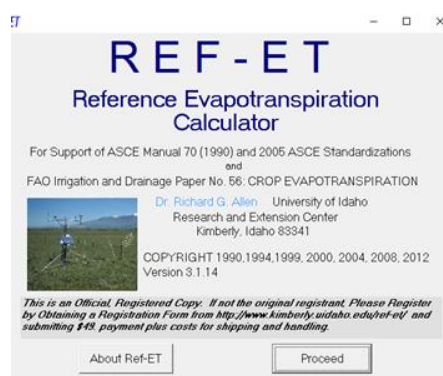 ET
REF-ET
Reference Evapotranspiration
Calculator
For Support of ASCE Manual 70 (1990) and 2005 ASCE Standardizations
and
FAO Irrigation and Drainage Paper No. 56: CROP EVAPOTRANSPIRATION
Dr. Richard G. Allen University of Idaho
Research and Extension Center
Kimberly, Idaho 83341
COPYRIGHT 1990,1994,1999, 2000, 2004, 2008, 2012
Version 3.1.14
This is an Official, Registered Copy. If not the original registrant, Please Register
by Obtaining a Registration Form from http://www.kimberly.uidaho.edu/ref-et/ and
submitting $49. payment plus costs for shipping and handling.
About Ref-ET
Proceed